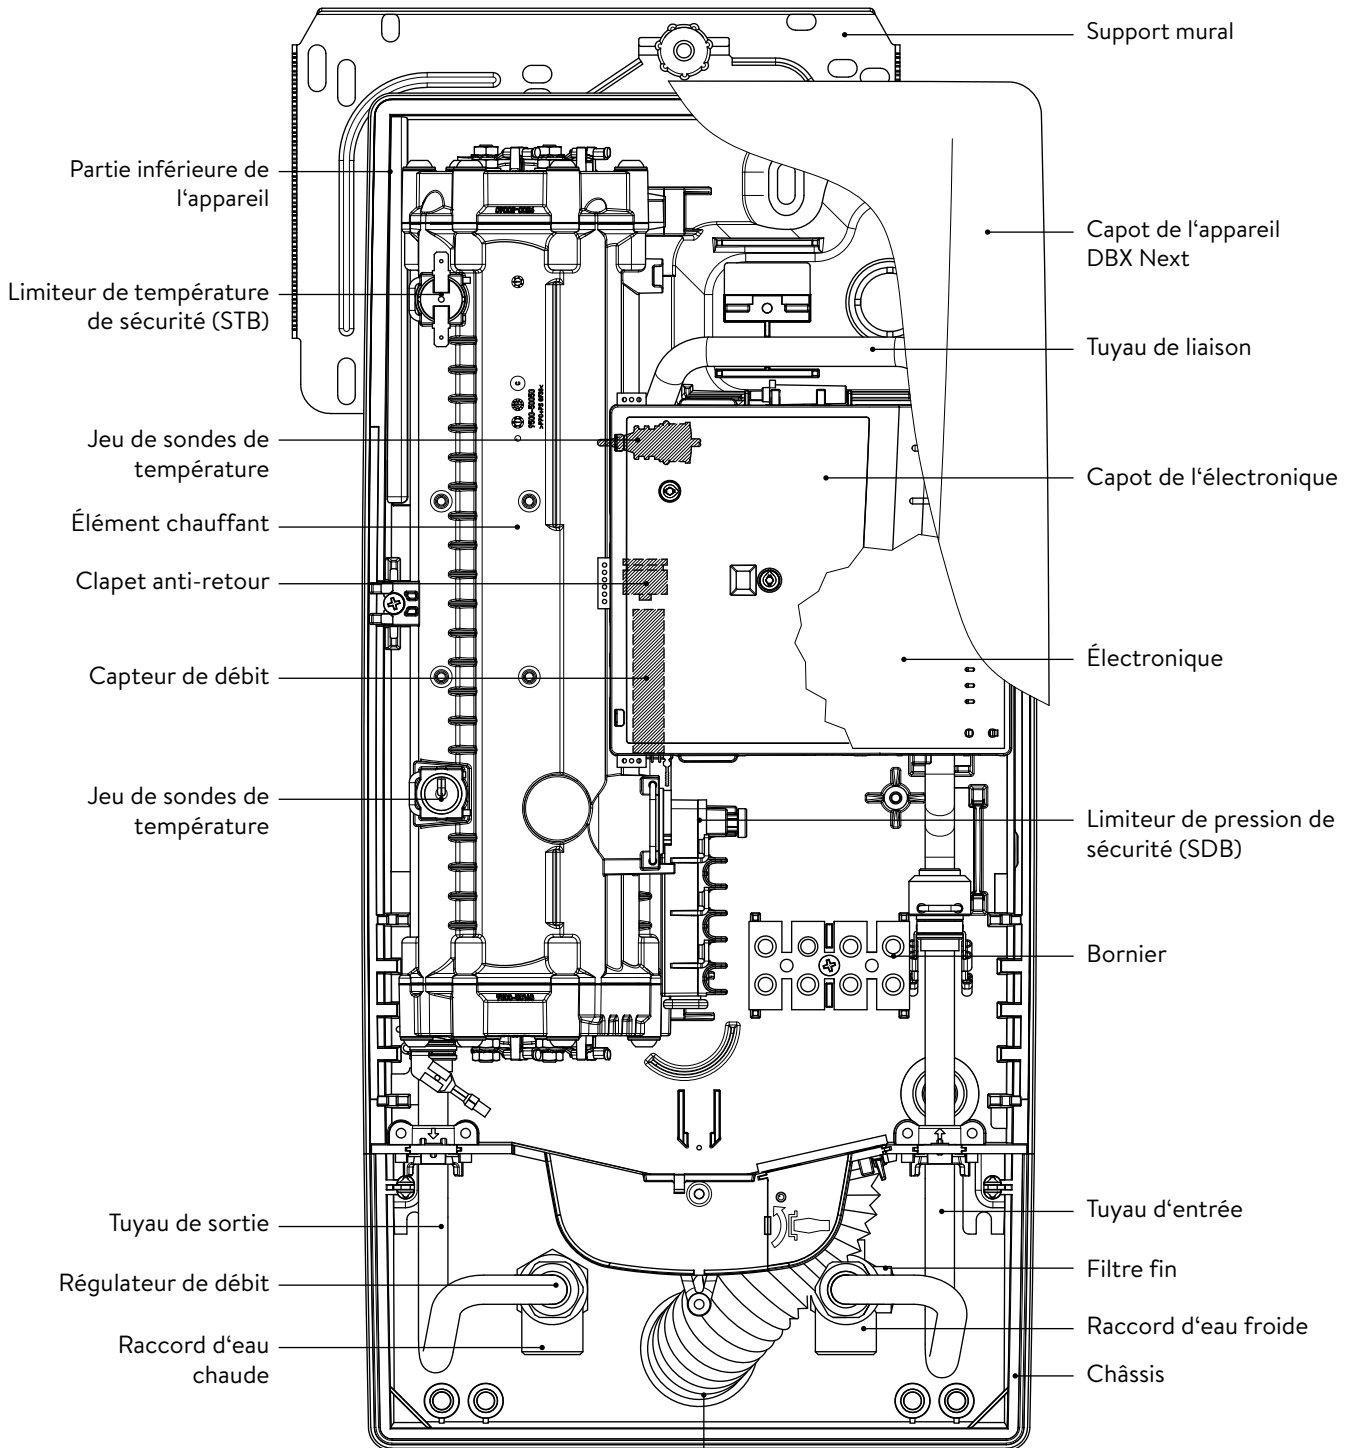 Support mural
Partie inférieure de
l‘appareil
Capot de l‘appareil
DBX Next
Limiteur de température
de sécurité (STB)
Tuyau de liaison
Jeu de sondes de
température
Capot de l‘électronique
Élément chauffant
Clapet anti-retour
Électronique
Capteur de débit
Jeu de sondes de
température
Limiteur de pression de
sécurité (SDB)
Bornier
Tuyau de sortie
Tuyau d‘entrée
Régulateur de débit
Filtre fin
Raccord d‘eau
chaude
Raccord d‘eau froide
Châssis